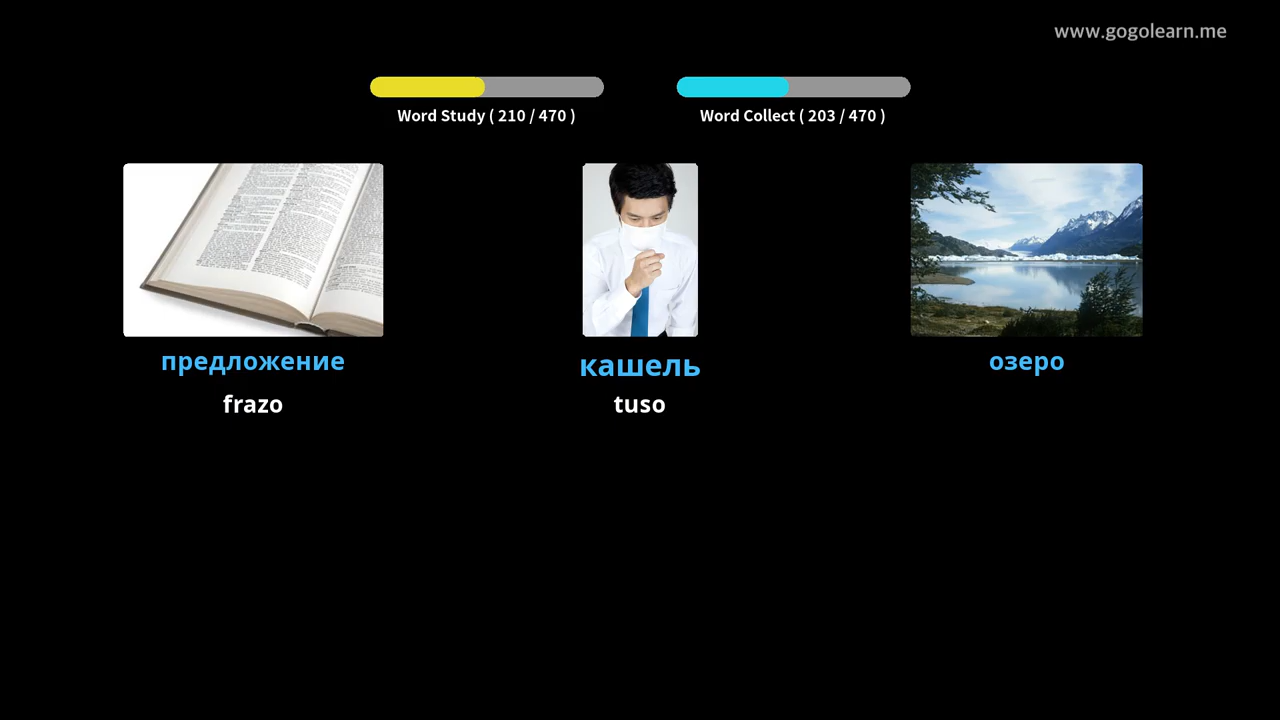 www.gogolearn.me
Word Study ( 210 / 470 )
Word Collect ( 203 / 470 )
предложение
кашель
озеро
frazo
tuso